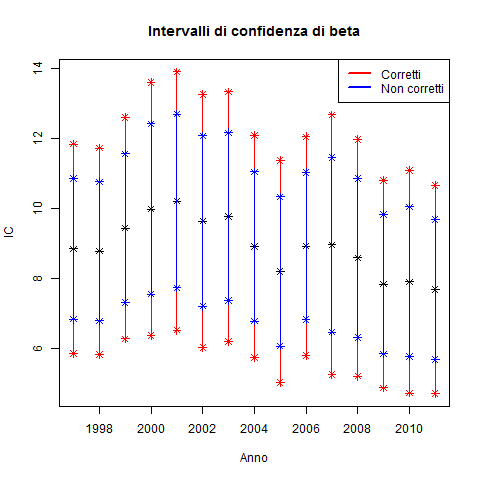 Intervalli di confidenza di beta
Corretti
Non corretti
IC
14
12
10
8
6
1998 2000 2002 2004 2006 2008 2010
Anno